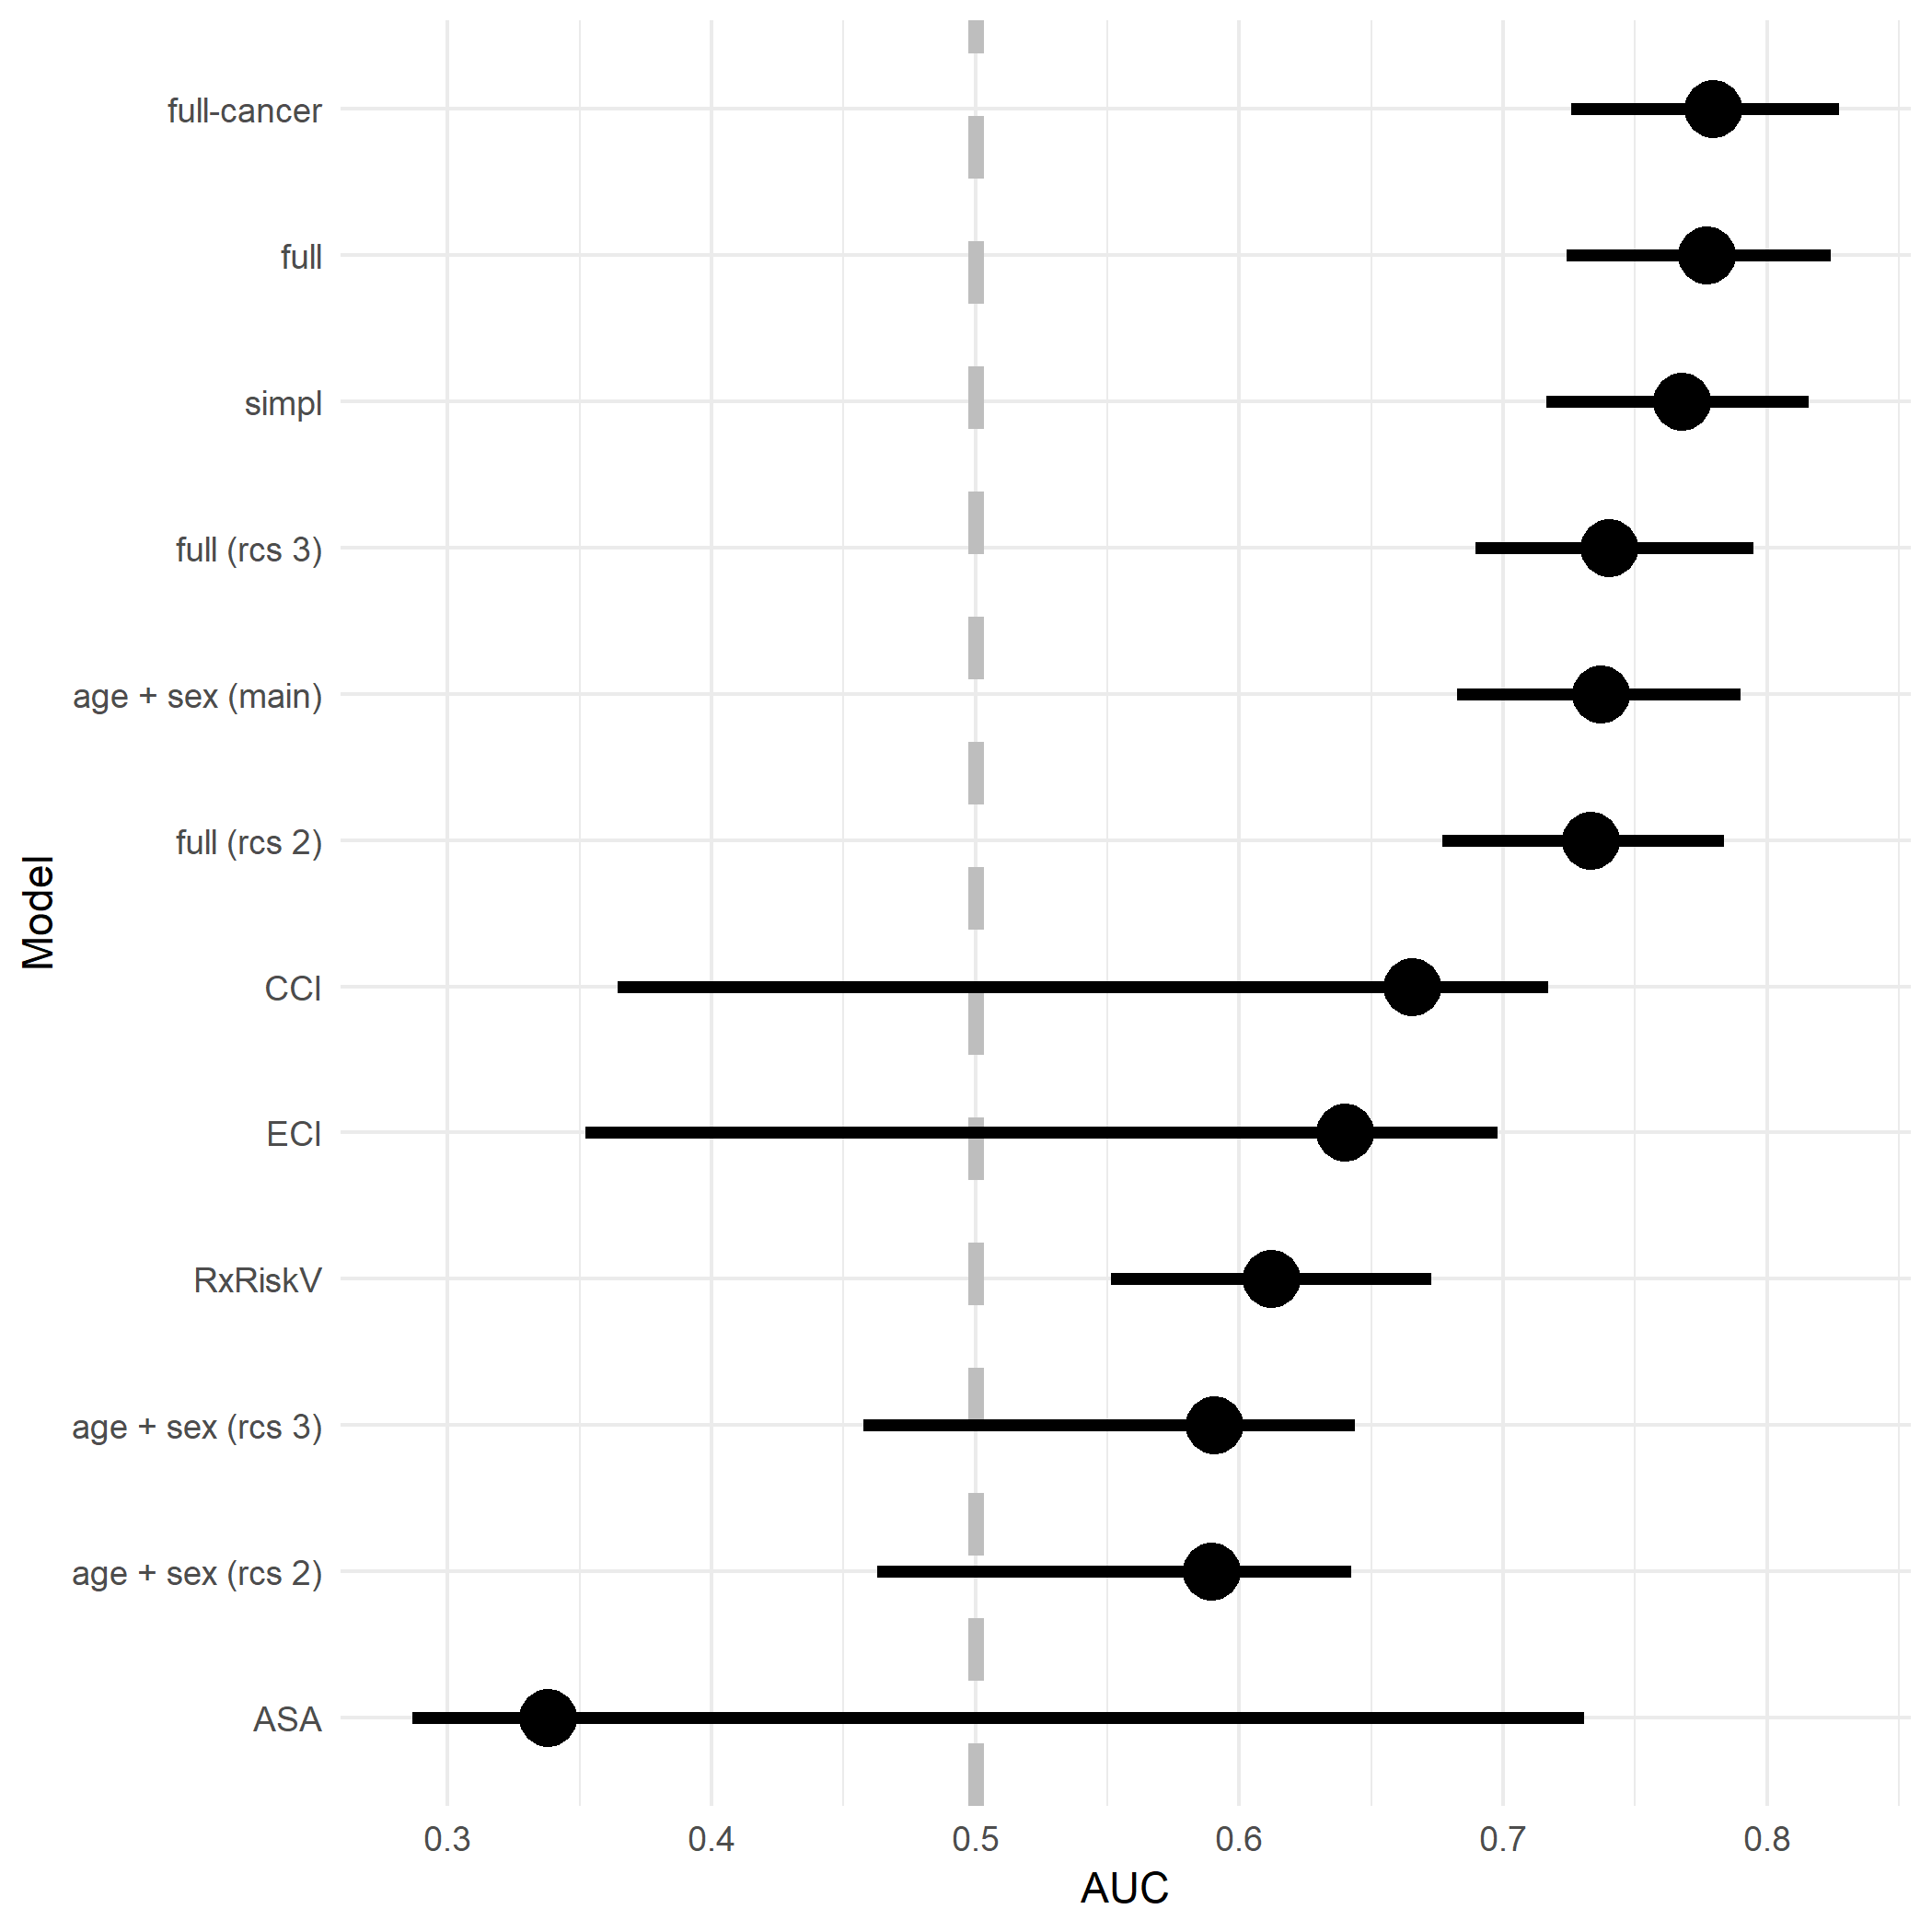 full-cancer
full
simpl
full (rcs 3)
age + sex (main)
full (rcs 2)
Model
CCI
ECI
RxRiskV
age + sex (rcs 3)
age + sex (rcs 2)
ASA
0.3 0.4 0.5 0.6 0.7 0.8
AUC